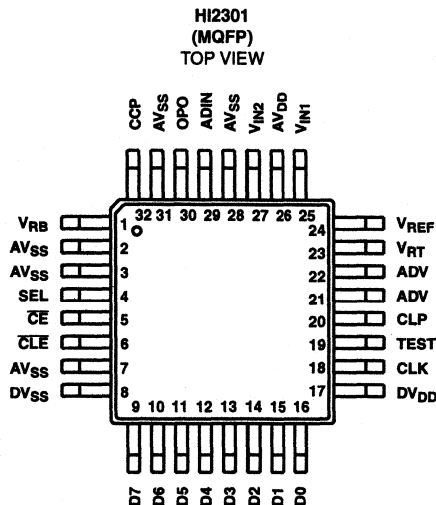 HI2301
(MQFP)
TOP VIEW
CCP AVSS OPO ADIN AVSS VIN2 AVDD VIN1
32 31 30 29 28 27 26 25
VRB 1 24 VREF
AVSS 2 23 VRT
AVSS 3 22 ADV
SEL 4 21 ADV
CE 5 20 CLP
CLE 6 19 TEST
AVSS 7 18 CLK
DVSS 8 17 DVDD
9 10 11 12 13 14 15 16
D7 D6 D5 D4 D3 D2 D1 D0